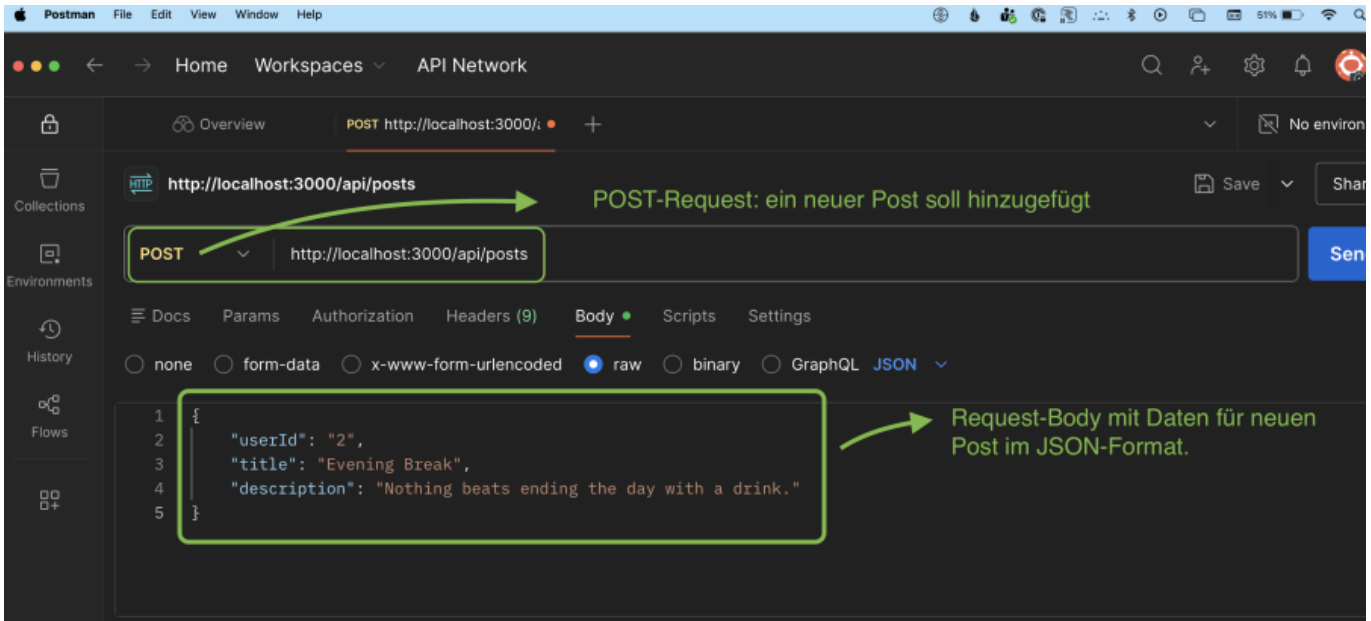 Postman File Edit View Window Help
51%
Home Workspaces API Network
Overview POST http://localhost:3000/ No environ
HTTP http://localhost:3000/api/posts Save Shar
Collections
POST-Request: ein neuer Post soll hinzugefügt
POST http://localhost:3000/api/posts Sen
Environments
Docs Params Authorization Headers (9) Body Scripts Settings
History
none form-data x-www-form-urlencoded raw binary GraphQL JSON
Flows
1 {
2 "userId": "2",
3 "title": "Evening Break",
4 "description": "Nothing beats ending the day with a drink."
5 }
Request-Body mit Daten für neuen
Post im JSON-Format.